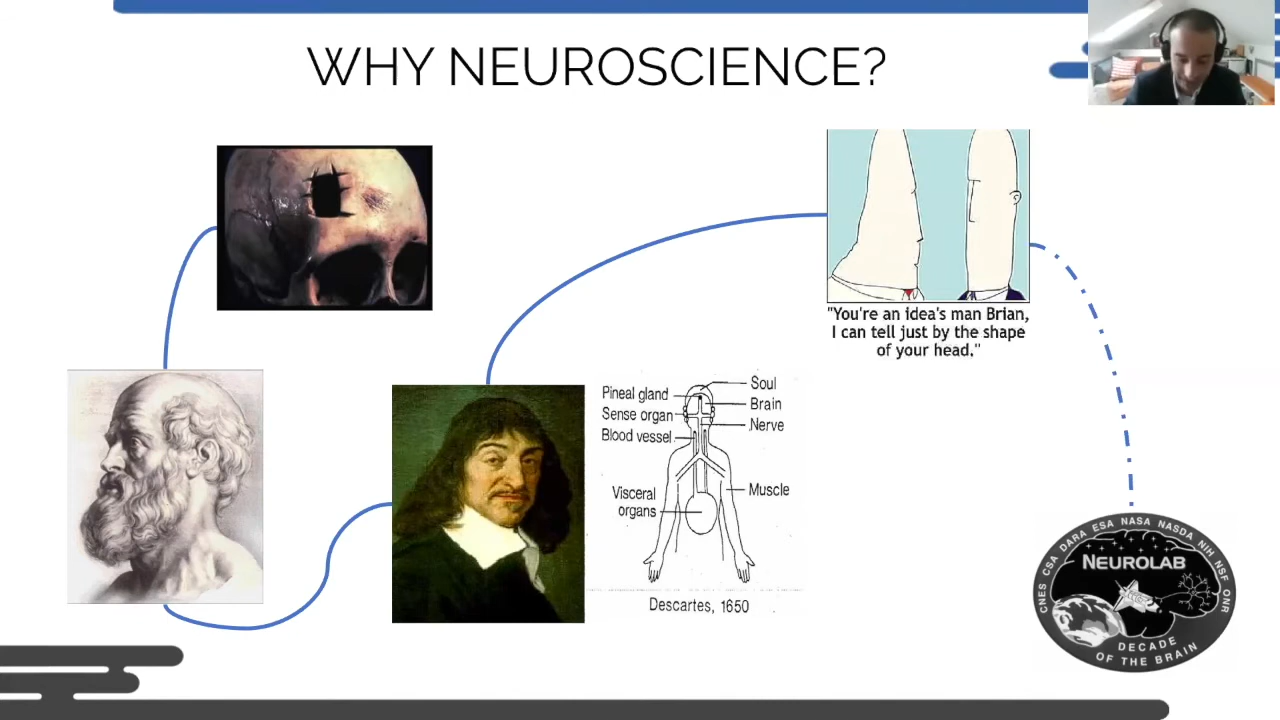 WHY NEUROSCIENCE?
"You're an idea's man Brian,
I can tell just by the shape
of your head."
Pineal gland
Soul
Sense organ
Brain
Blood vessel
Nerve
Visceral
organs
Muscle
Descartes, 1650
CNES CSA DARA ESA NASA NASDA NIH NSF ONR
NEUROLAB
DECADE
OF THE BRAIN